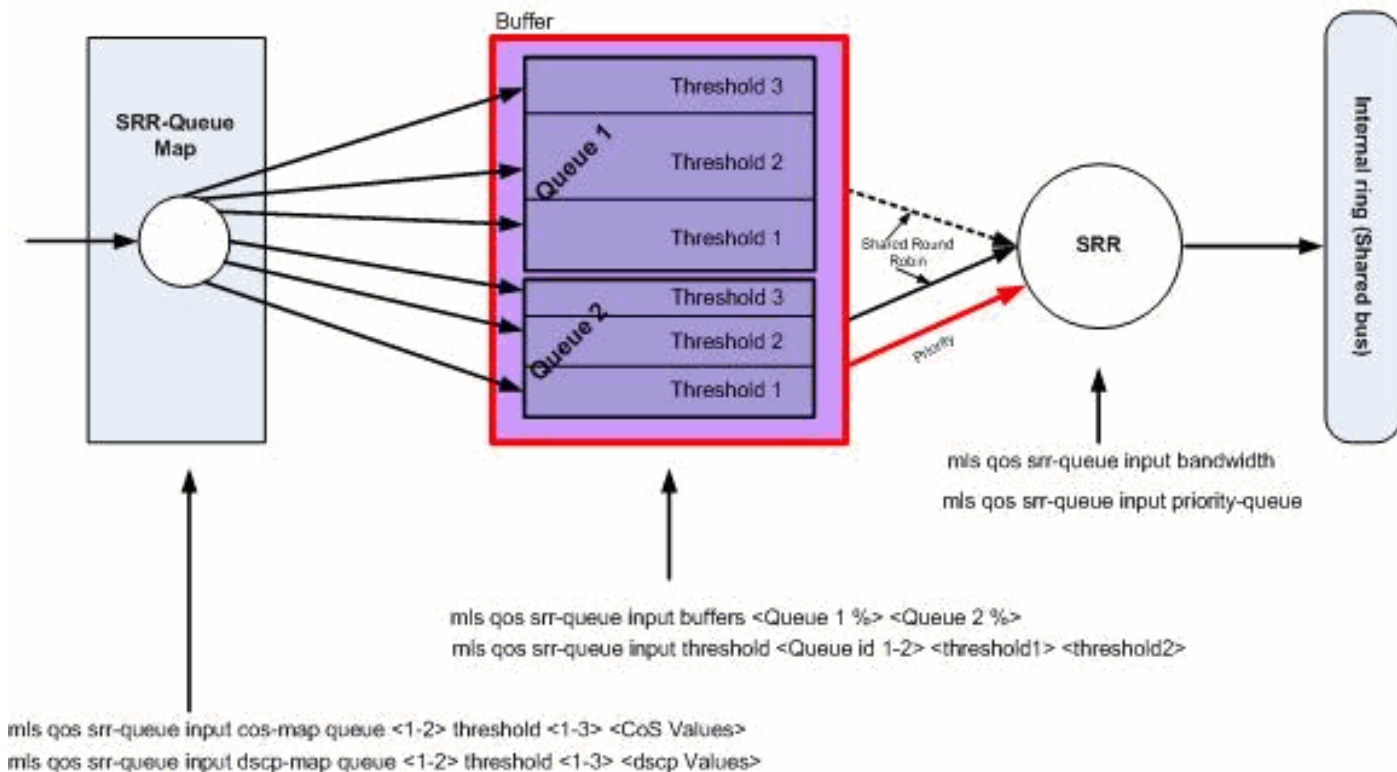 Buffer
SRR-Queue
Map
Queue 1
Threshold 3
Threshold 2
Threshold 1
Queue 2
Threshold 3
Threshold 2
Threshold 1
Shared Round
Robin
Priority
SRR
Internal ring (Shared bus)
mls qos srr-queue input bandwidth
mls qos srr-queue input priority-queue
mls qos srr-queue input buffers <Queue 1 %> <Queue 2 %>
mls qos srr-queue input threshold <Queue id 1-2> <threshold1> <threshold2>
mls qos srr-queue input cos-map queue <1-2> threshold <1-3> <CoS Values>
mls qos srr-queue input dscp-map queue <1-2> threshold <1-3> <dscp Values>